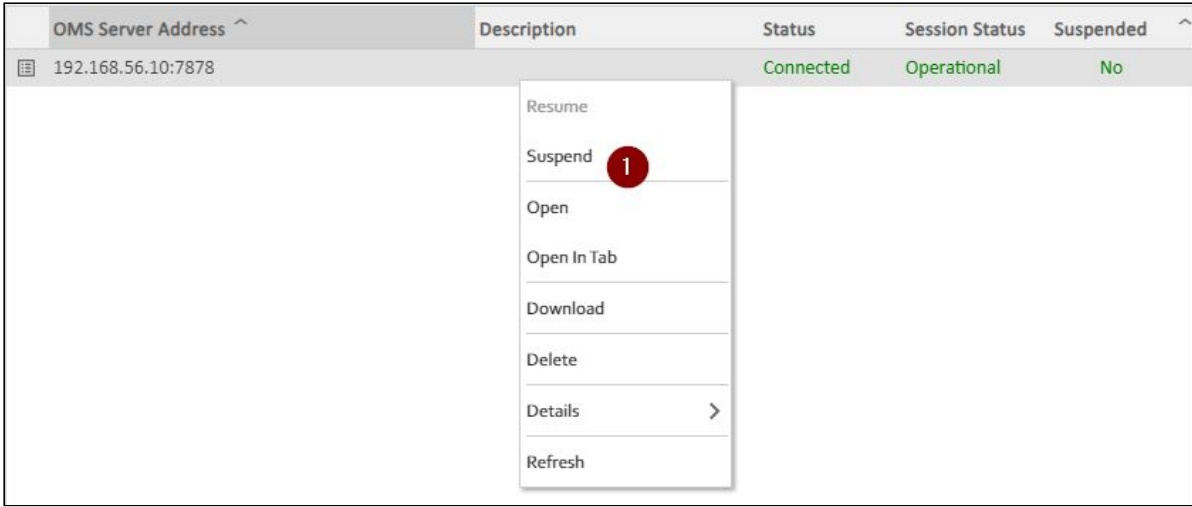 OMS Server Address Description Status Session Status Suspended
192.168.56.10:7878 Connected Operational No
Resume
Suspend 1
Open
Open In Tab
Download
Delete
Details
Refresh